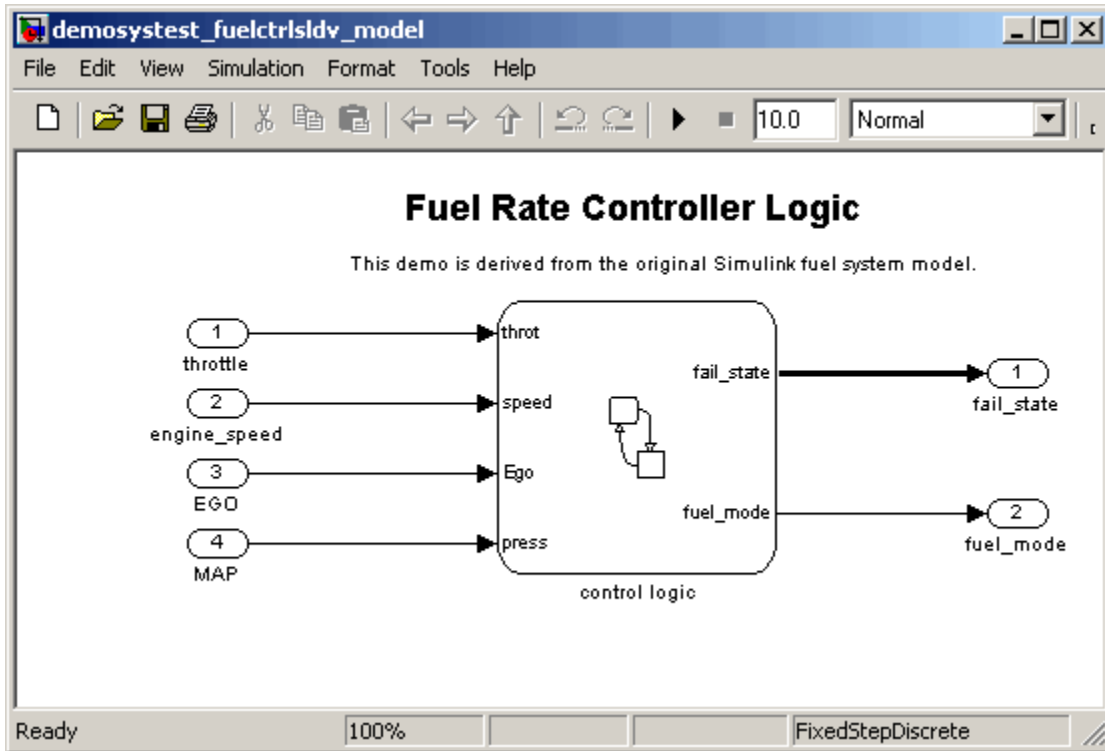 demosystest_fuelctrlsldv_model
File Edit View Simulation Format Tools Help
10.0 Normal
Fuel Rate Controller Logic
This demo is derived from the original Simulink fuel system model.
1 throt
throttle
fail_state 1
fail_state
2 speed
engine_speed
3 Ego
EGO
fuel_mode 2
fuel_mode
4 press
MAP
control logic
Ready 100% FixedStepDiscrete